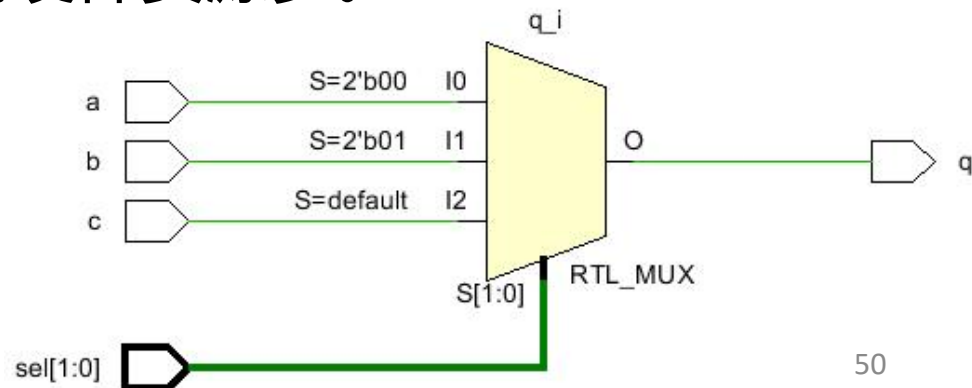 q_i
a S=2'b00 I0
b S=2'b01 I1 O q
c S=default I2
S[1:0] RTL_MUX
sel[1:0]
50